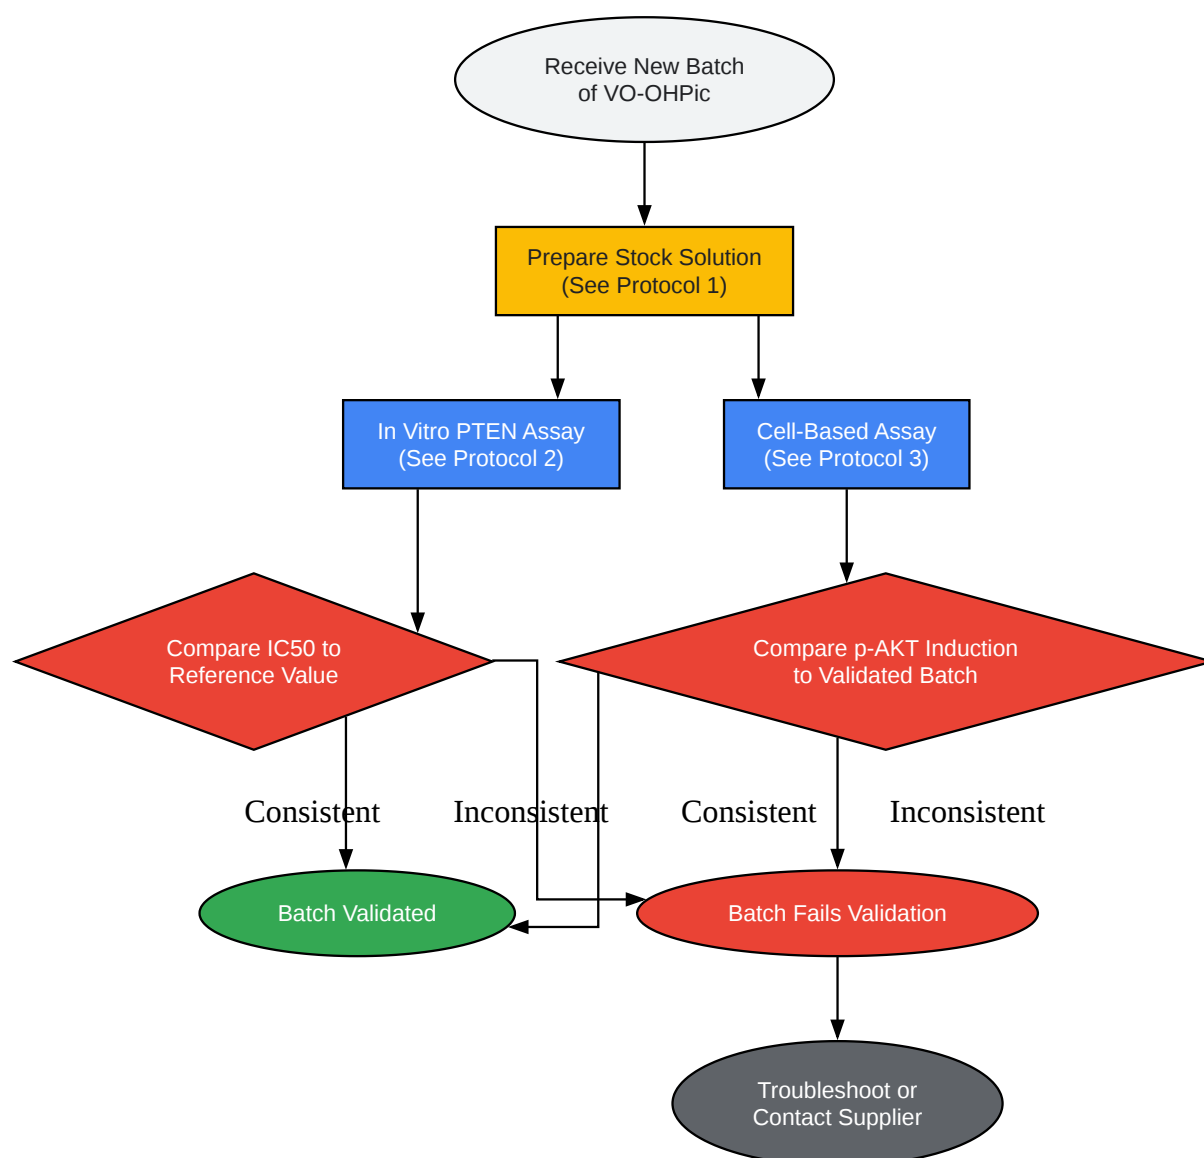 Receive New Batch
of VO-OHPic
Prepare Stock Solution
(See Protocol 1)
In Vitro PTEN Assay
(See Protocol 2)
Cell-Based Assay
(See Protocol 3)
Compare IC50 to
Reference Value
Compare p-AKT Induction
to Validated Batch
Consistent
Inconsistent
Consistent
Inconsistent
Batch Validated
Batch Fails Validation
Troubleshoot or
Contact Supplier